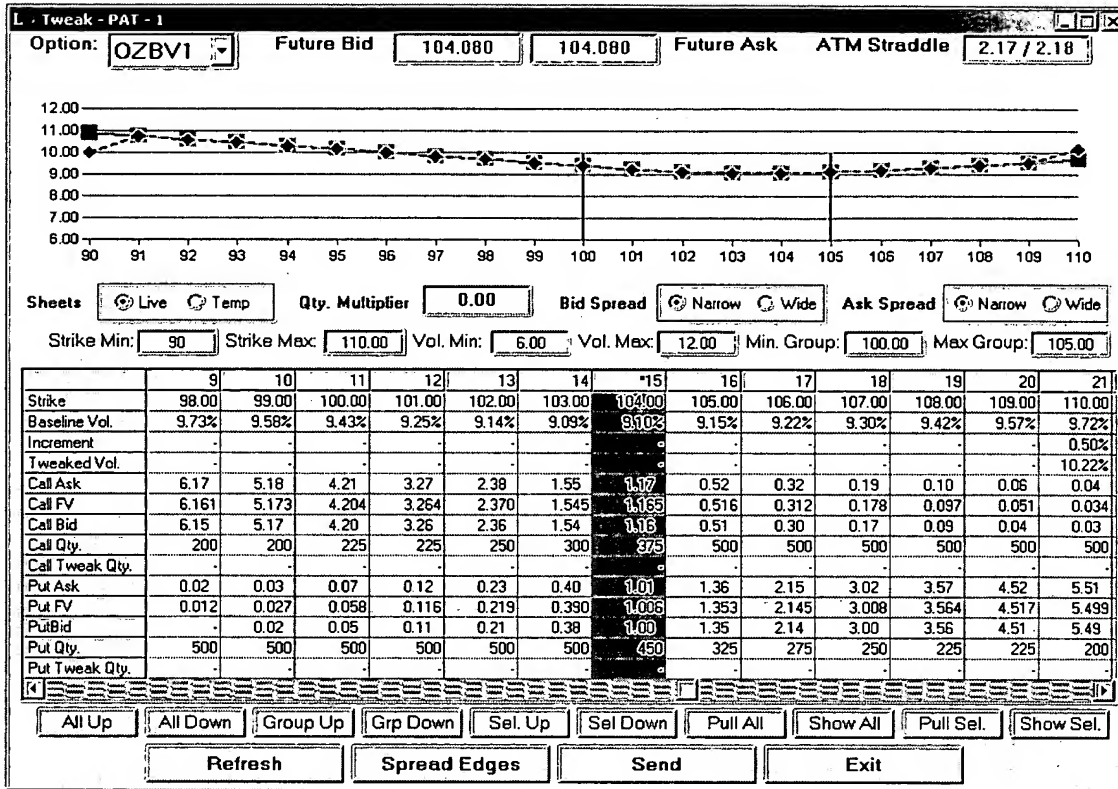 L - Tweak - PAT - 1
Option: OZBV1 Future Bid 104.080 104.080 Future Ask ATM Straddle 2.17 / 2.18
12.00
11.00
10.00
9.00
8.00
7.00
6.00
90 91 92 93 94 95 96 97 98 99 100 101 102 103 104 105 106 107 108 109 110
Sheets Live Temp Qty. Multiplier 0.00 Bid Spread Narrow Wide Ask Spread Narrow Wide
Strike Min: 90 Strike Max: 110.00 Vol. Min: 6.00 Vol. Max: 12.00 Min. Group: 100.00 Max Group: 105.00
9 10 11 12 13 14 *15 16 17 18 19 20 21
Strike 98.00 99.00 100.00 101.00 102.00 103.00 104.00 105.00 106.00 107.00 108.00 109.00 110.00
Baseline Vol. 9.73% 9.58% 9.43% 9.25% 9.14% 9.09% 9.10% 9.15% 9.22% 9.30% 9.42% 9.57% 9.72%
Increment - - - - - - - - - - - - 0.50%
Tweaked Vol. - - - - - - - - - - - - 10.22%
Call Ask 6.17 5.18 4.21 3.27 2.38 1.55 1.17 0.52 0.32 0.19 0.10 0.06 0.04
Call FV 6.161 5.173 4.204 3.264 2.370 1.545 1.165 0.516 0.312 0.178 0.097 0.051 0.034
Call Bid 6.15 5.17 4.20 3.26 2.36 1.54 1.16 0.51 0.30 0.17 0.09 0.04 0.03
Call Qty. 200 200 225 225 250 300 375 500 500 500 500 500 500
Call Tweak Qty. - - - - - - - - - - - - -
Put Ask 0.02 0.03 0.07 0.12 0.23 0.40 1.01 1.36 2.15 3.02 3.57 4.52 5.51
Put FV 0.012 0.027 0.058 0.116 0.219 0.390 1.006 1.353 2.145 3.008 3.564 4.517 5.499
PutBid - 0.02 0.05 0.11 0.21 0.38 1.00 1.35 2.14 3.00 3.56 4.51 5.49
Put Qty. 500 500 500 500 500 500 450 325 275 250 225 225 200
Put Tweak Qty. - - - - - - - - - - - - -
All Up All Down Group Up Grp Down Sel. Up Sel Down Pull All Show All Pull Sel. Show Sel.
Refresh Spread Edges Send Exit